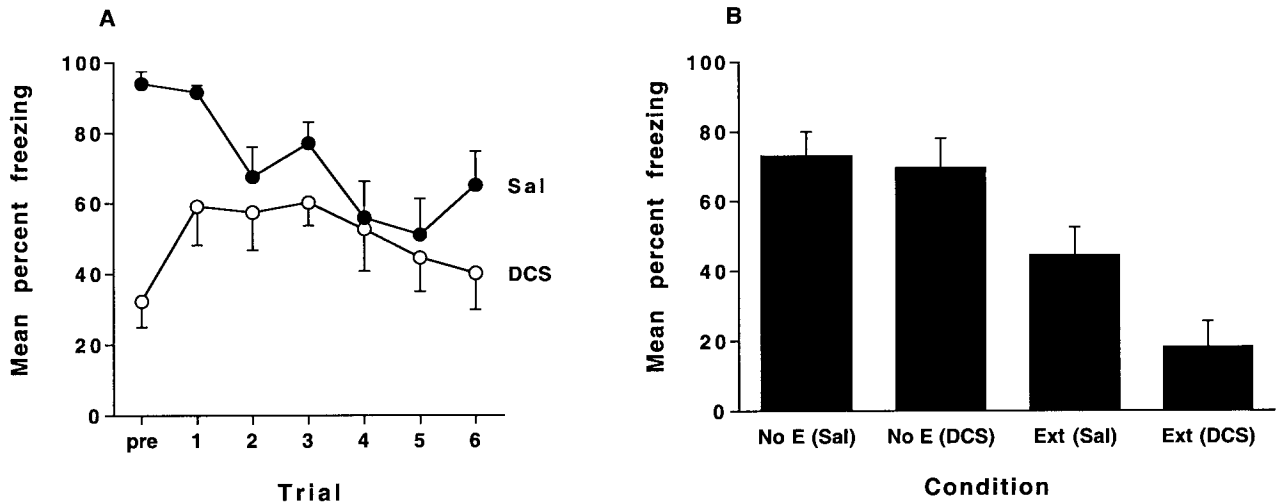 A
Mean percent freezing
100
80
60
40
20
0
Sal
DCS
pre 1 2 3 4 5 6
Trial
B
Mean percent freezing
100
80
60
40
20
0
No E (Sal) No E (DCS) Ext (Sal) Ext (DCS)
Condition